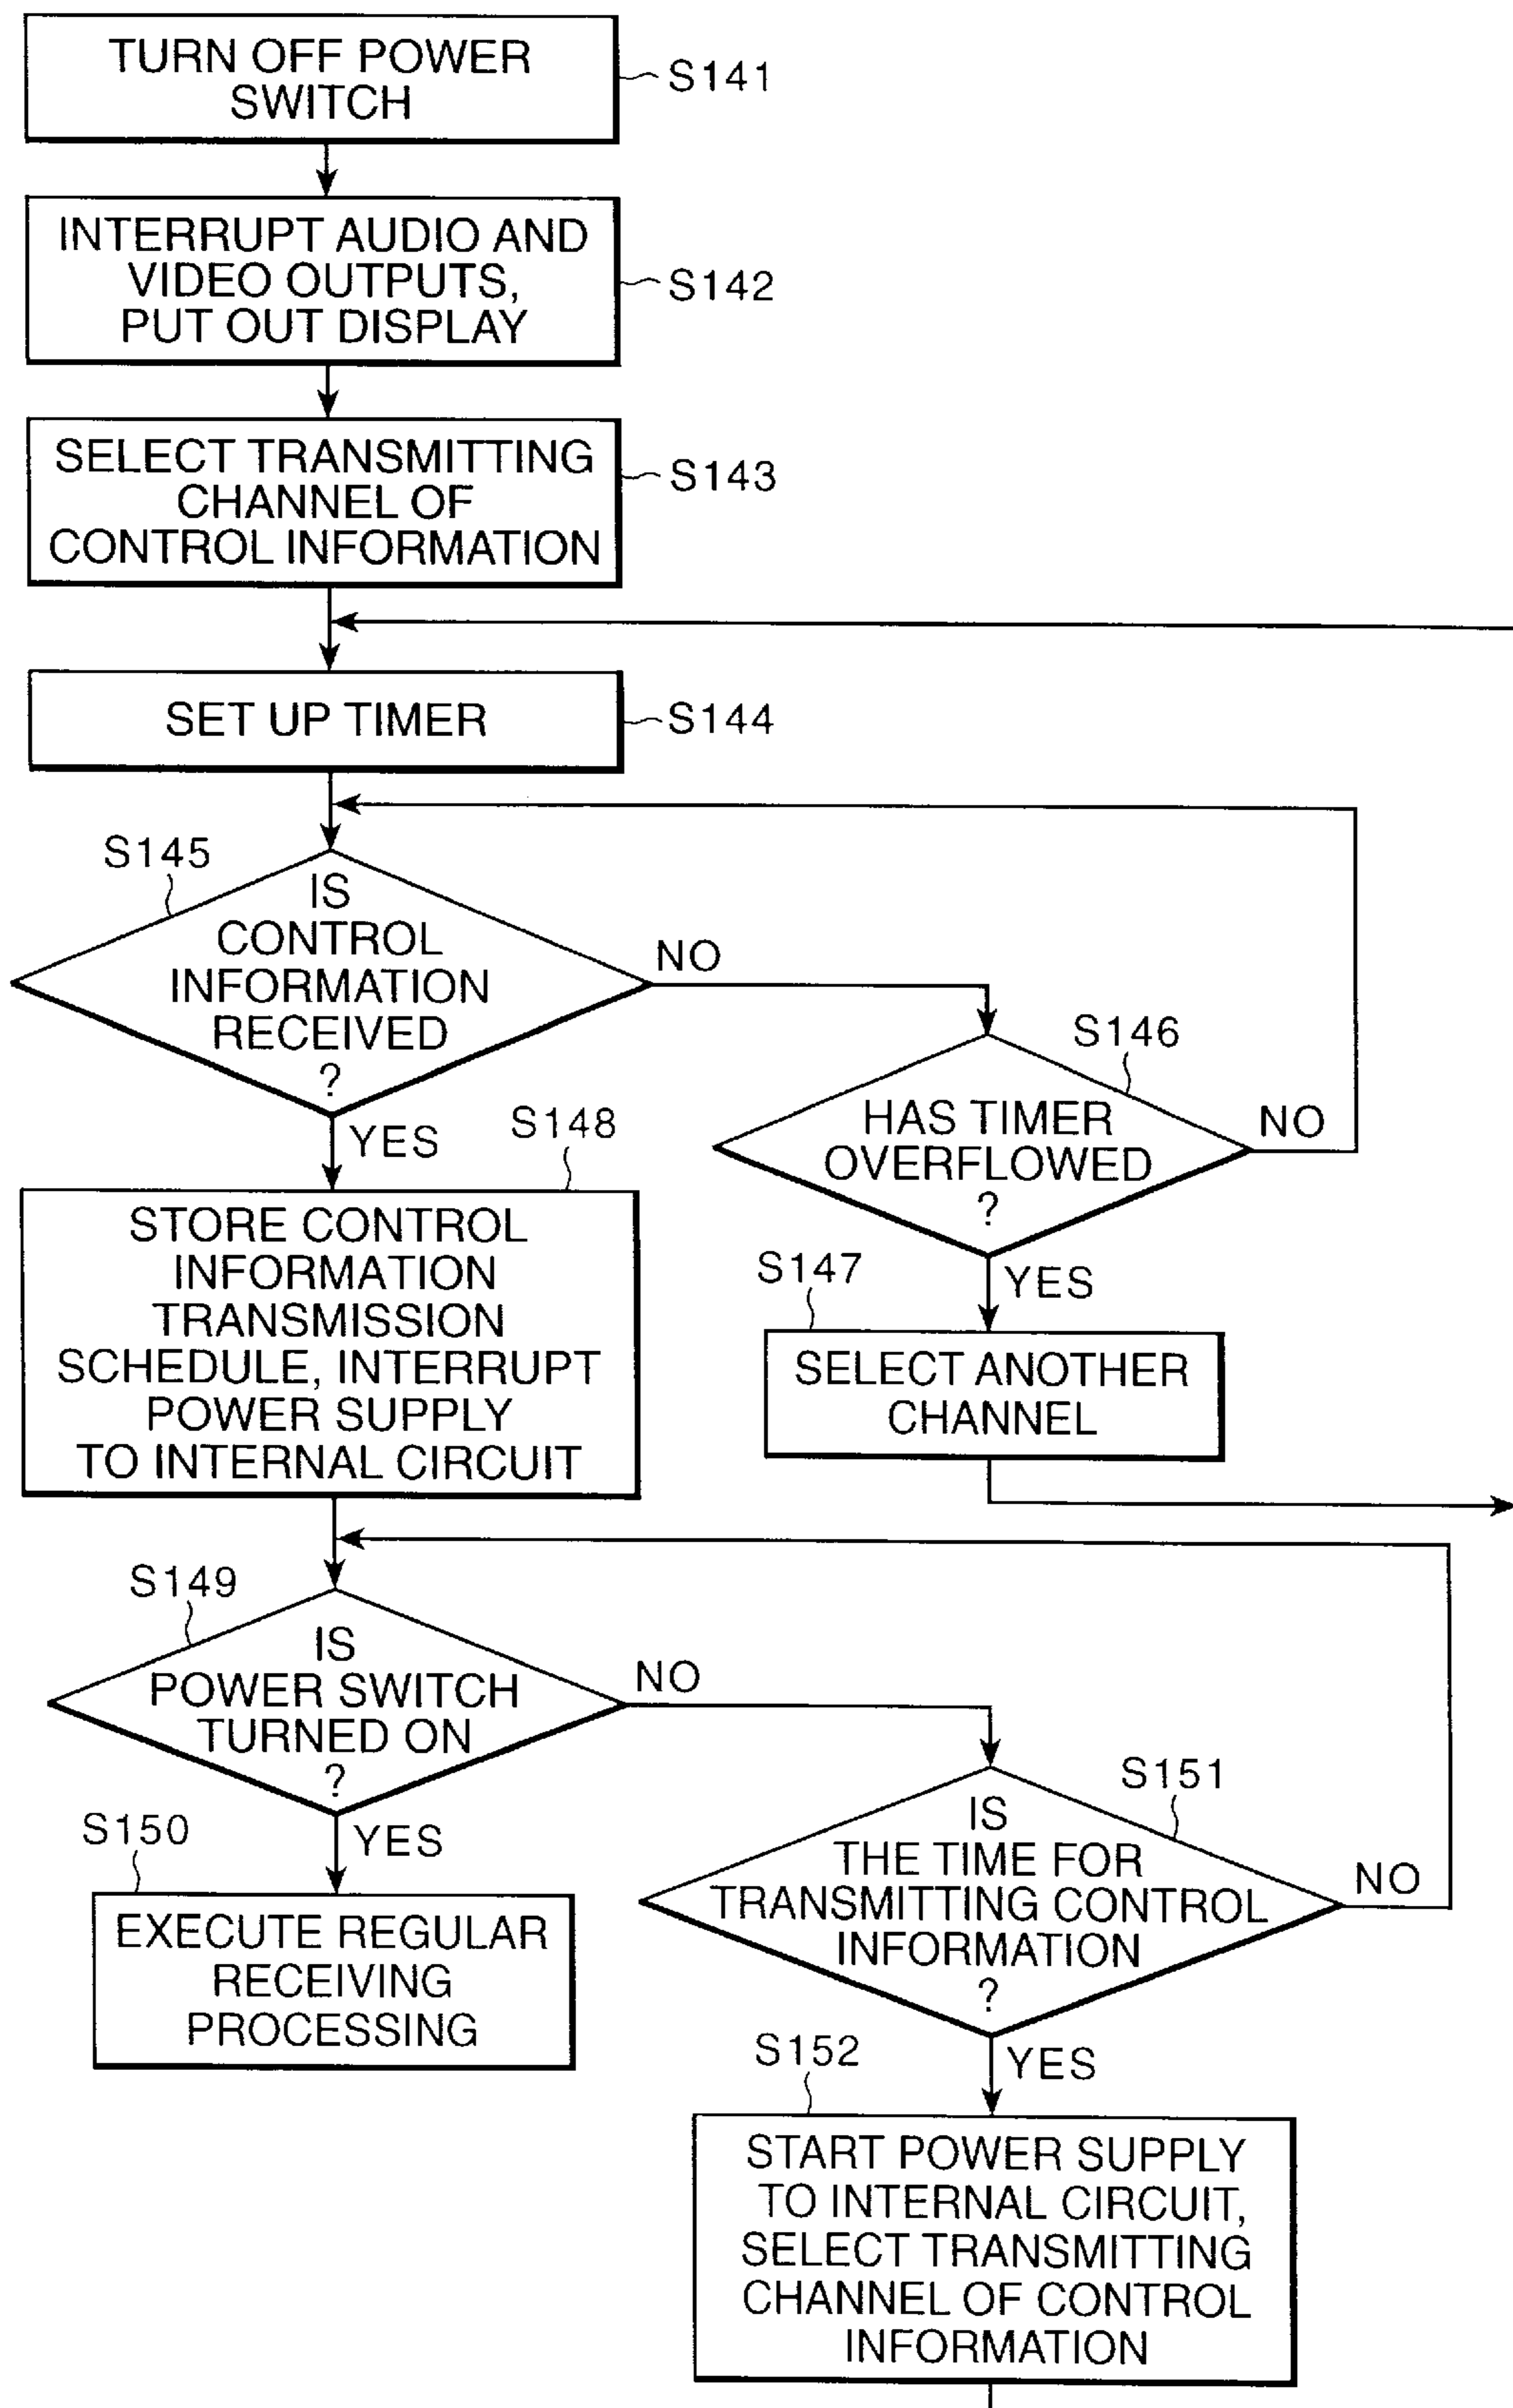 TURN OFF POWER
SWITCH
S141
INTERRUPT AUDIO AND
VIDEO OUTPUTS,
PUT OUT DISPLAY
S142
SELECT TRANSMITTING
CHANNEL OF
CONTROL INFORMATION
S143
SET UP TIMER
S144
S145
IS
CONTROL
INFORMATION
RECEIVED
?
NO
YES
S146
HAS TIMER
OVERFLOWED
?
NO
YES
S147
SELECT ANOTHER
CHANNEL
S148
STORE CONTROL
INFORMATION
TRANSMISSION
SCHEDULE, INTERRUPT
POWER SUPPLY
TO INTERNAL CIRCUIT
S149
IS
POWER SWITCH
TURNED ON
?
NO
YES
S150
EXECUTE REGULAR
RECEIVING
PROCESSING
S151
IS
THE TIME FOR
TRANSMITTING CONTROL
INFORMATION
?
NO
YES
S152
START POWER SUPPLY
TO INTERNAL CIRCUIT,
SELECT TRANSMITTING
CHANNEL OF CONTROL
INFORMATION